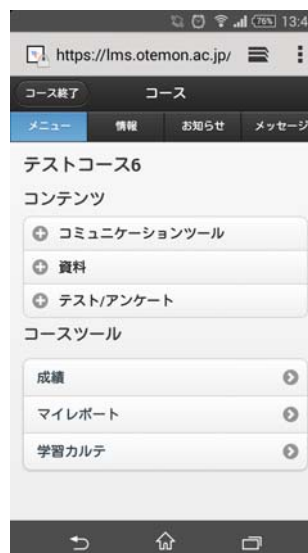 76% 13:4
https://lms.otemon.ac.jp/
コース終了 コース
メニュー 情報 お知らせ メッセージ
テストコース6
コンテンツ
コミュニケーションツール
資料
テスト/アンケート
コースツール
成績
マイレポート
学習カルテ